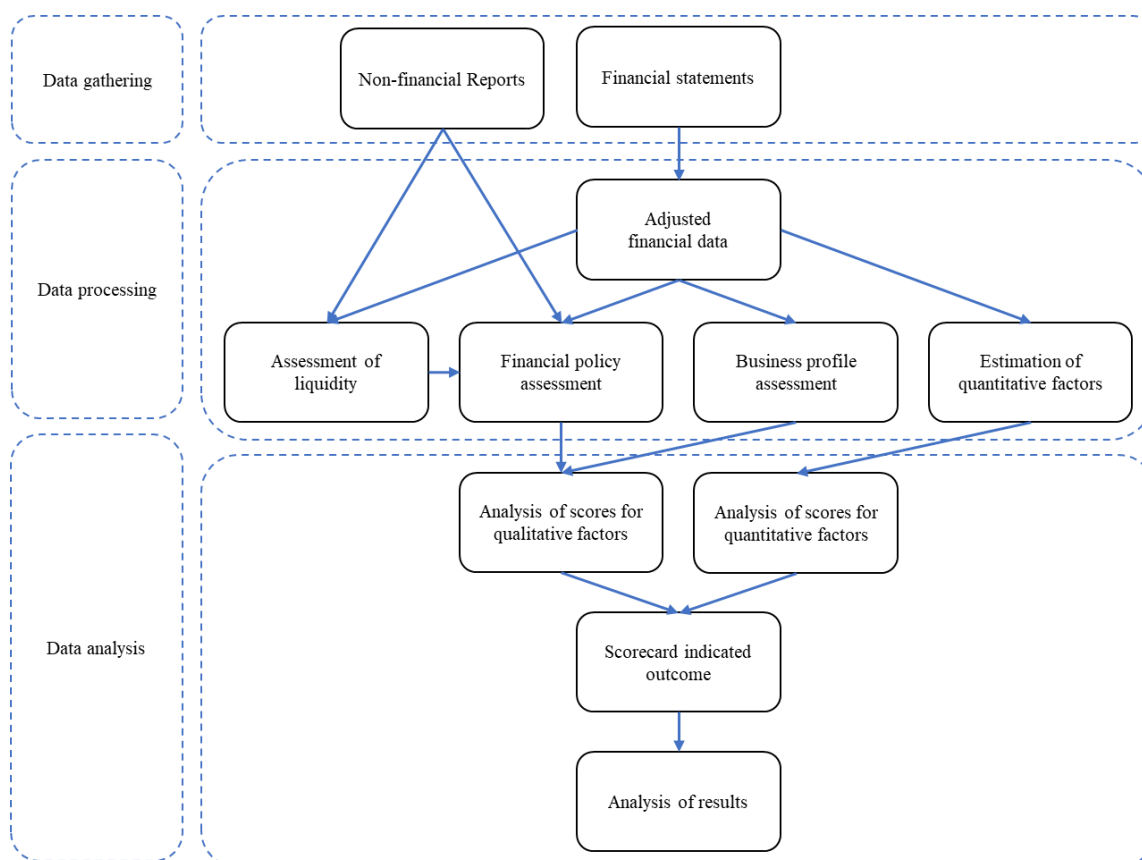 Data gathering
Non-financial Reports
Financial statements
Data processing
Adjusted
financial data
Assessment of
liquidity
Financial policy
assessment
Business profile
assessment
Estimation of
quantitative factors
Data analysis
Analysis of scores for
qualitative factors
Analysis of scores for
quantitative factors
Scorecard indicated
outcome
Analysis of results